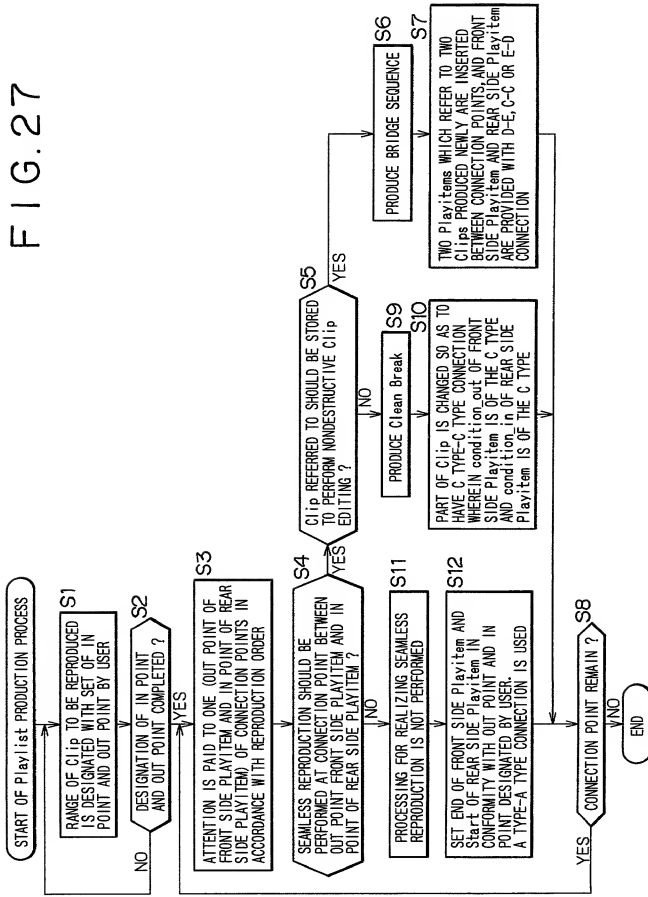 FIG.27
START OF Playlist PRODUCTION PROCESS
S1
RANGE OF Clip TO BE REPRODUCED
IS DESIGNATED WITH SET OF IN
POINT AND OUT POINT BY USER
S2
DESIGNATION OF IN POINT
AND OUT POINT COMPLETED ?
NO
YES
S3
ATTENTION IS PAID TO ONE (OUT POINT OF
FRONT SIDE PLAYITEM AND IN POINT OF REAR
SIDE PLAYITEM) OF CONNECTION POINTS IN
ACCORDANCE WITH REPRODUCTION ORDER
S4
SEAMLESS REPRODUCTION SHOULD BE
PERFORMED AT CONNECTION POINT BETWEEN
OUT POINT FRONT SIDE PLAYITEM AND IN
POINT OF REAR SIDE PLAYITEM ?
YES
NO
S5
Clip REFERRED TO SHOULD BE STORED
TO PERFORM NONDESTRUCTIVE Clip
EDITING ?
YES
NO
S6
PRODUCE BRIDGE SEQUENCE
S7
TWO Playitems WHICH REFER TO TWO
Clips PRODUCED NEWLY ARE INSERTED
BETWEEN CONNECTION POINTS, AND FRONT
SIDE Playitem AND REAR SIDE Playitem
ARE PROVIDED WITH D-E, C-C OR E-D
CONNECTION
S9
PRODUCE Clean Break
S10
PART OF Clip IS CHANGED SO AS TO
HAVE C TYPE-C TYPE CONNECTION
WHEREIN condition_out OF FRONT
SIDE Playitem IS OF THE C TYPE
AND condition_in OF REAR SIDE
Playitem IS OF THE C TYPE
S11
PROCESSING FOR REALIZING SEAMLESS
REPRODUCTION IS NOT PERFORMED
S12
SET END OF FRONT SIDE Playitem AND
Start OF REAR SIDE Playitem IN
CONFORMITY WITH OUT POINT AND IN
POINT DESIGNATED BY USER.
A TYPE-A TYPE CONNECTION IS USED
S8
CONNECTION POINT REMAIN ?
YES
NO
END